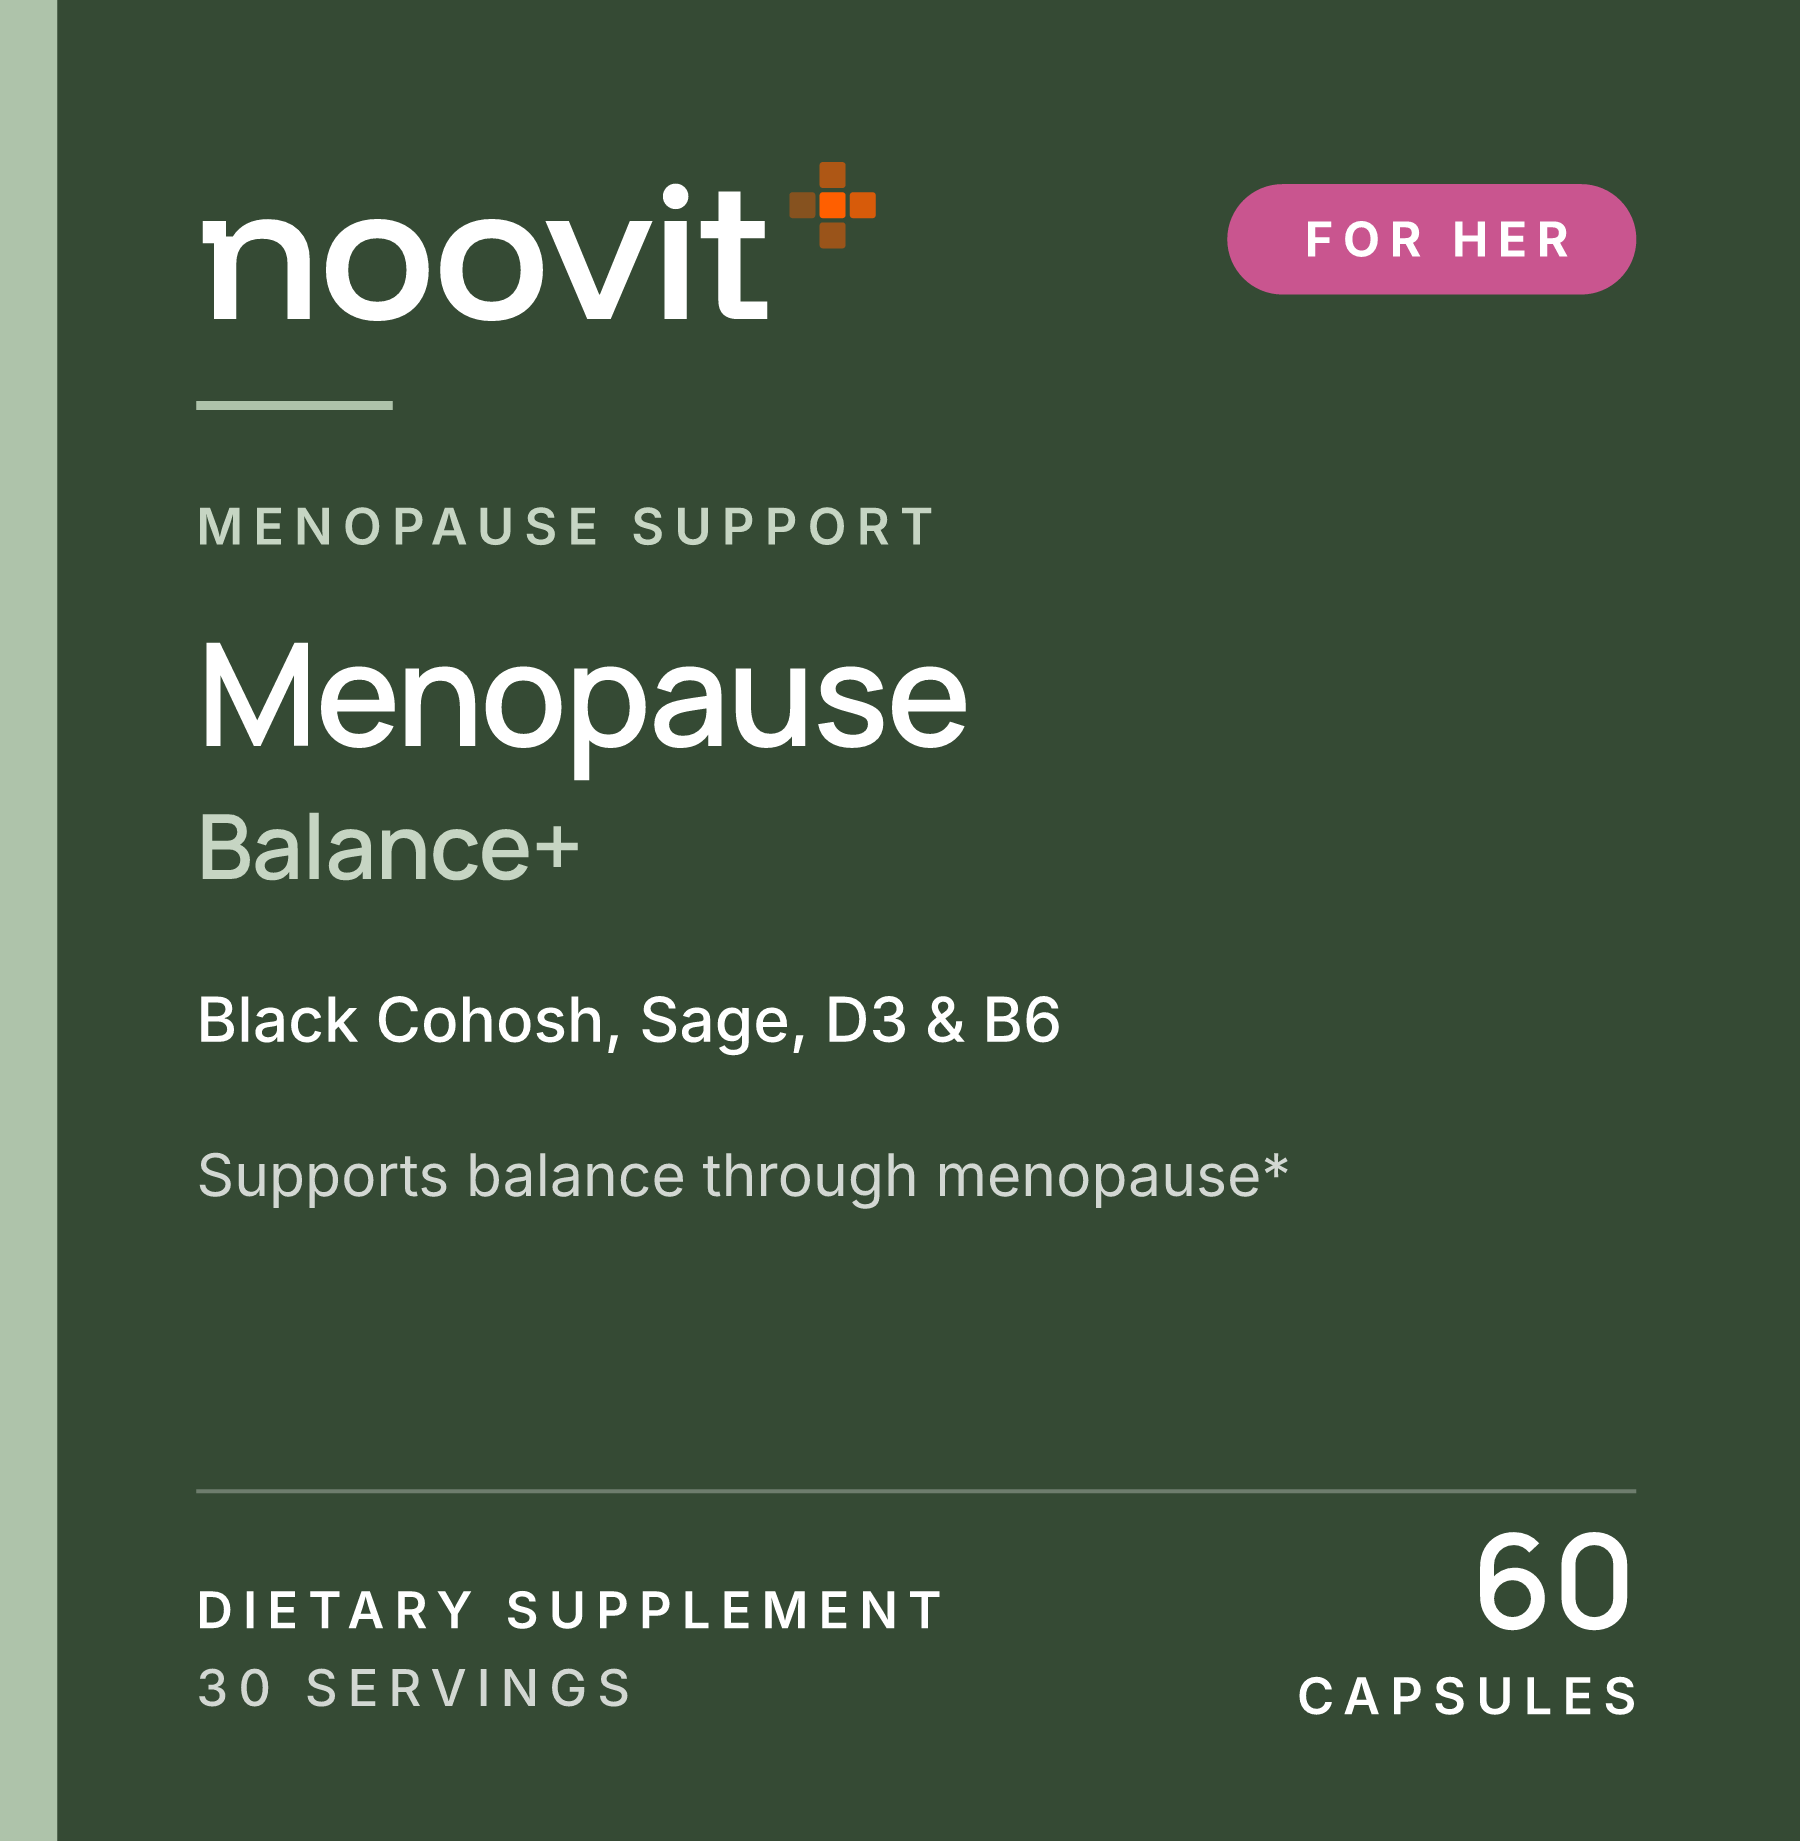 noovit
FOR HER
MENOPAUSE SUPPORT
Menopause
Balance+
Black Cohosh, Sage, D3 & B6
Supports balance through menopause*
DIETARY SUPPLEMENT
30 SERVINGS
60
CAPSULES